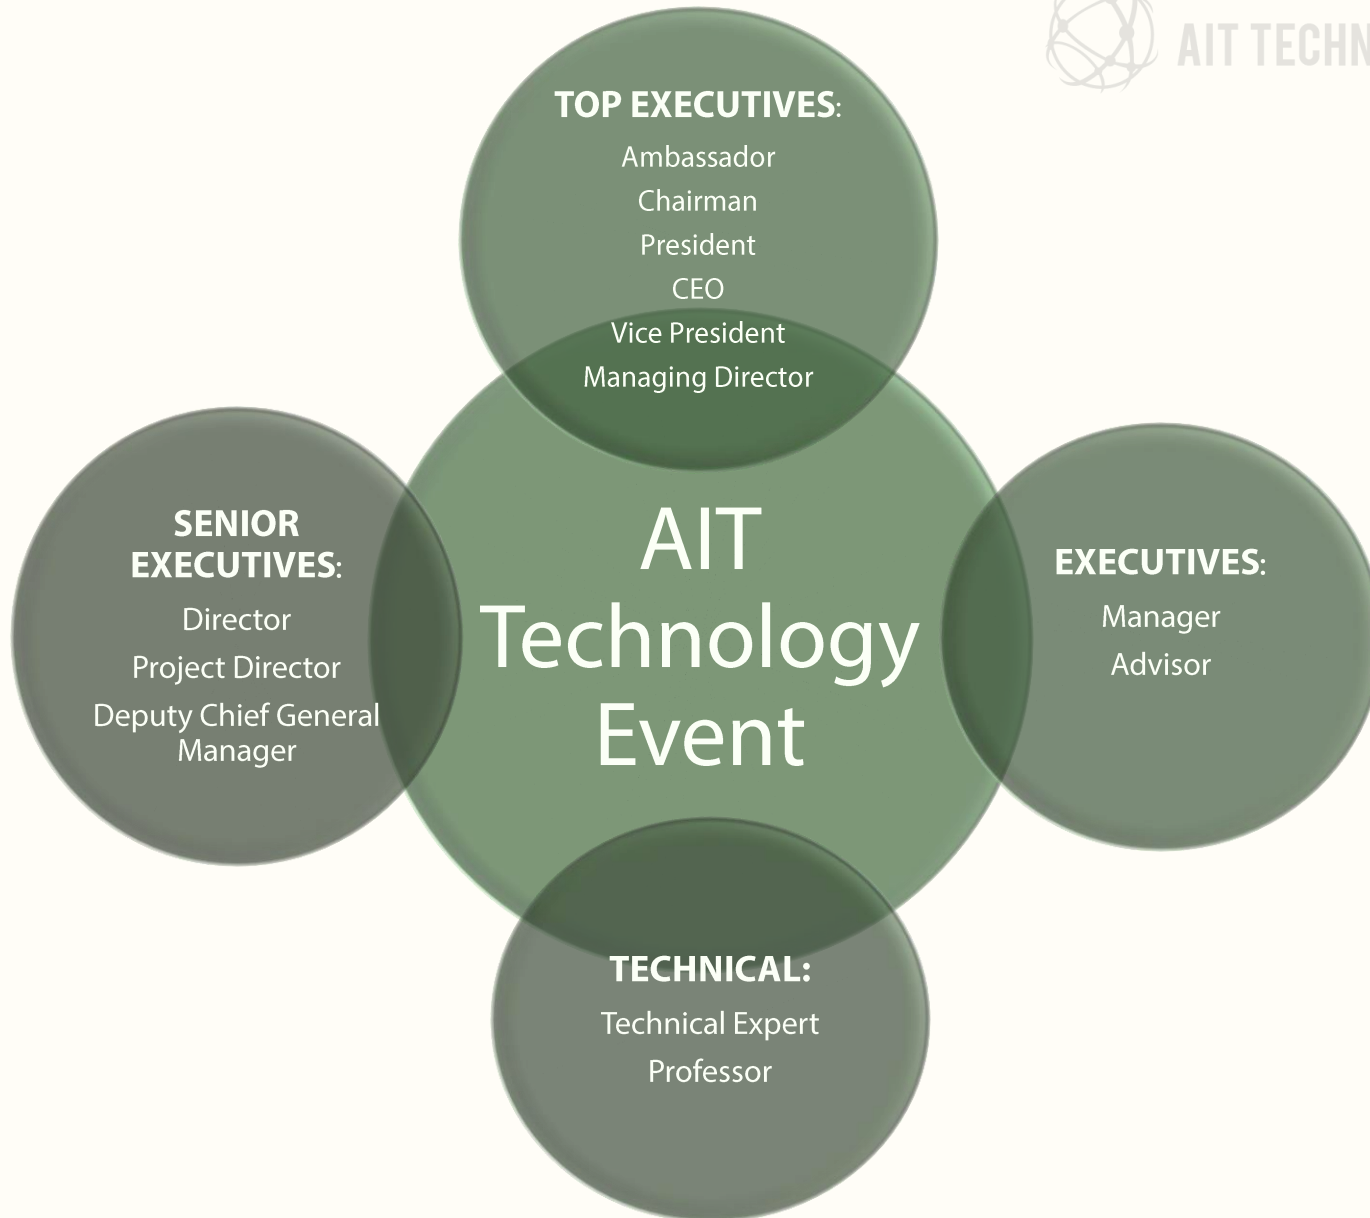 AIT TECHN
TOP EXECUTIVES:
Ambassador
Chairman
President
CEO
Vice President
Managing Director
SENIOR
EXECUTIVES:
Director
Project Director
Deputy Chief General
Manager
AIT
Technology
Event
EXECUTIVES:
Manager
Advisor
TECHNICAL:
Technical Expert
Professor